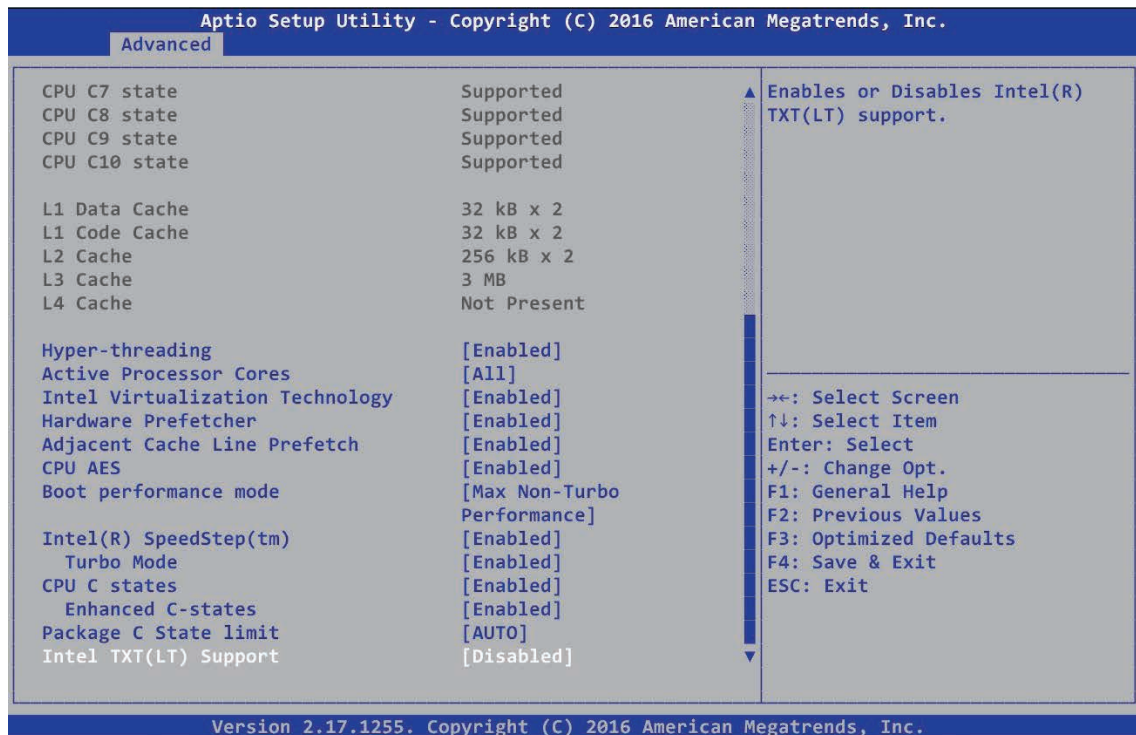 Aptio Setup Utility - Copyright (C) 2016 American Megatrends, Inc.
Advanced
CPU C7 state Supported
CPU C8 state Supported
CPU C9 state Supported
CPU C10 state Supported
L1 Data Cache 32 kB x 2
L1 Code Cache 32 kB x 2
L2 Cache 256 kB x 2
L3 Cache 3 MB
L4 Cache Not Present
Hyper-threading [Enabled]
Active Processor Cores [All]
Intel Virtualization Technology [Enabled]
Hardware Prefetcher [Enabled]
Adjacent Cache Line Prefetch [Enabled]
CPU AES [Enabled]
Boot performance mode [Max Non-Turbo
Performance]
Intel(R) SpeedStep(tm) [Enabled]
Turbo Mode [Enabled]
CPU C states [Enabled]
Enhanced C-states [Enabled]
Package C State limit [AUTO]
Intel TXT(LT) Support [Disabled]
Enables or Disables Intel(R)
TXT(LT) support.
→←: Select Screen
↑↓: Select Item
Enter: Select
+/-: Change Opt.
F1: General Help
F2: Previous Values
F3: Optimized Defaults
F4: Save & Exit
ESC: Exit
Version 2.17.1255. Copyright (C) 2016 American Megatrends, Inc.